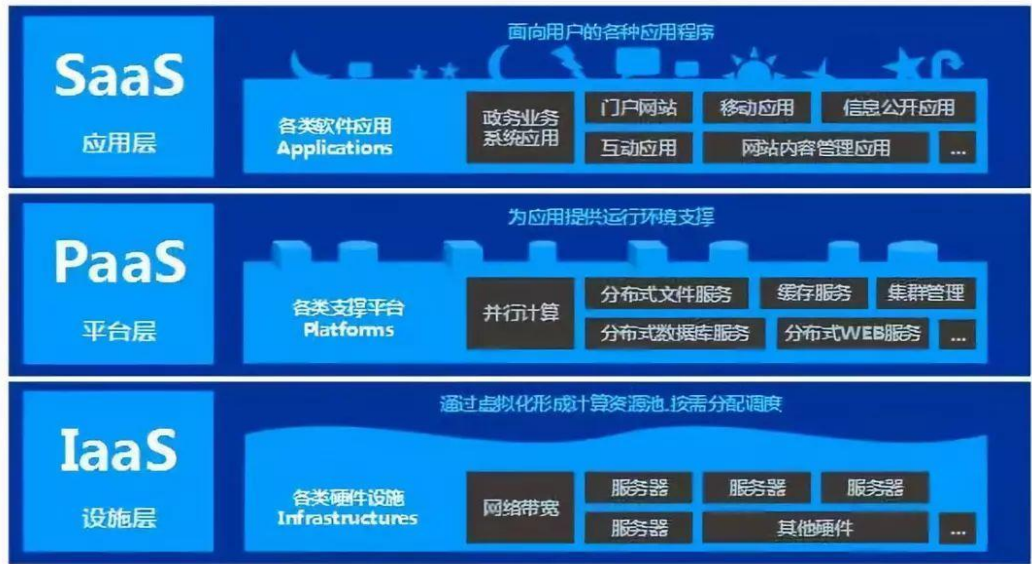 面向用户的各种应用程序
SaaS
应用层
各类软件应用
Applications
政务业务
系统应用
门户网站
移动应用
信息公开应用
互动应用
网站内容管理应用
...
为应用提供运行环境支撑
PaaS
平台层
各类支撑平台
Platforms
并行计算
分布式文件服务
缓存服务
集群管理
分布式数据库服务
分布式WEB服务
...
通过虚拟化形成计算资源池,按需分配调度
IaaS
设施层
各类硬件设施
Infrastructures
网络带宽
服务器
服务器
服务器
服务器
其他硬件
...